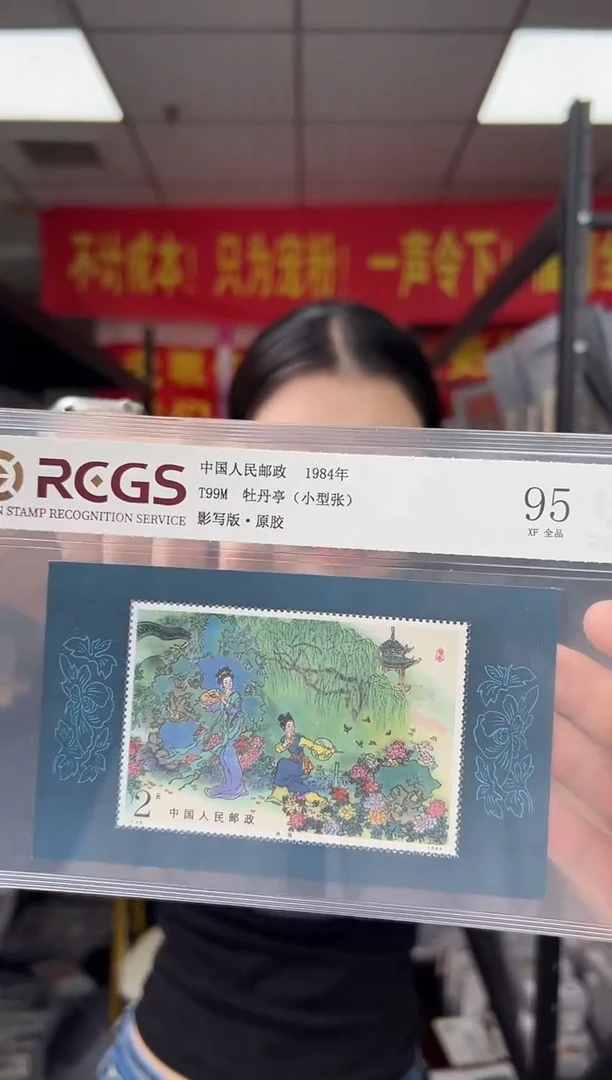 不计成本！只为宠粉！一声令下！
RCGS
N STAMP RECOGNITION SERVICE
中国人民邮政 1984年
T99M 牡丹亭（小型张）
影写版·原胶
95
XF 全品
2元
中国人民邮政